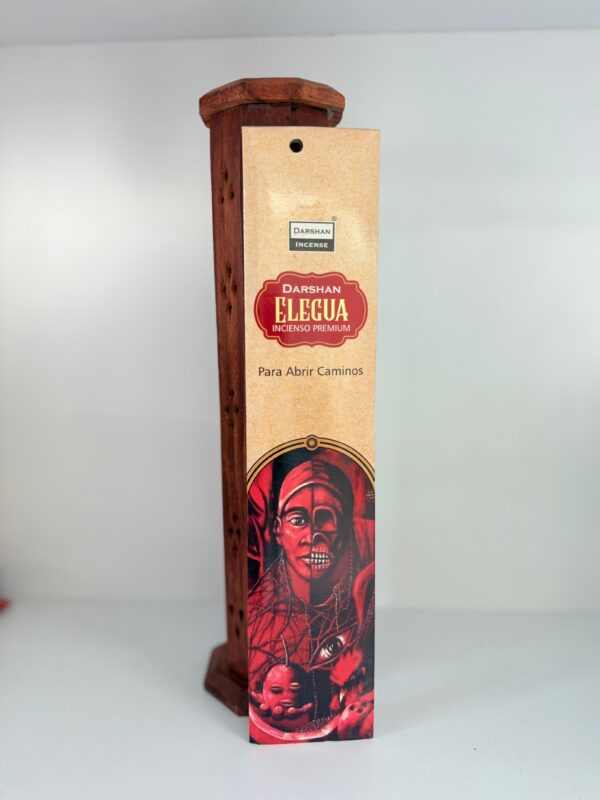 DARSHAN
INCENSE
®
DARSHAN
ELEGUA
INCIENSO PREMIUM
Para Abrir Caminos